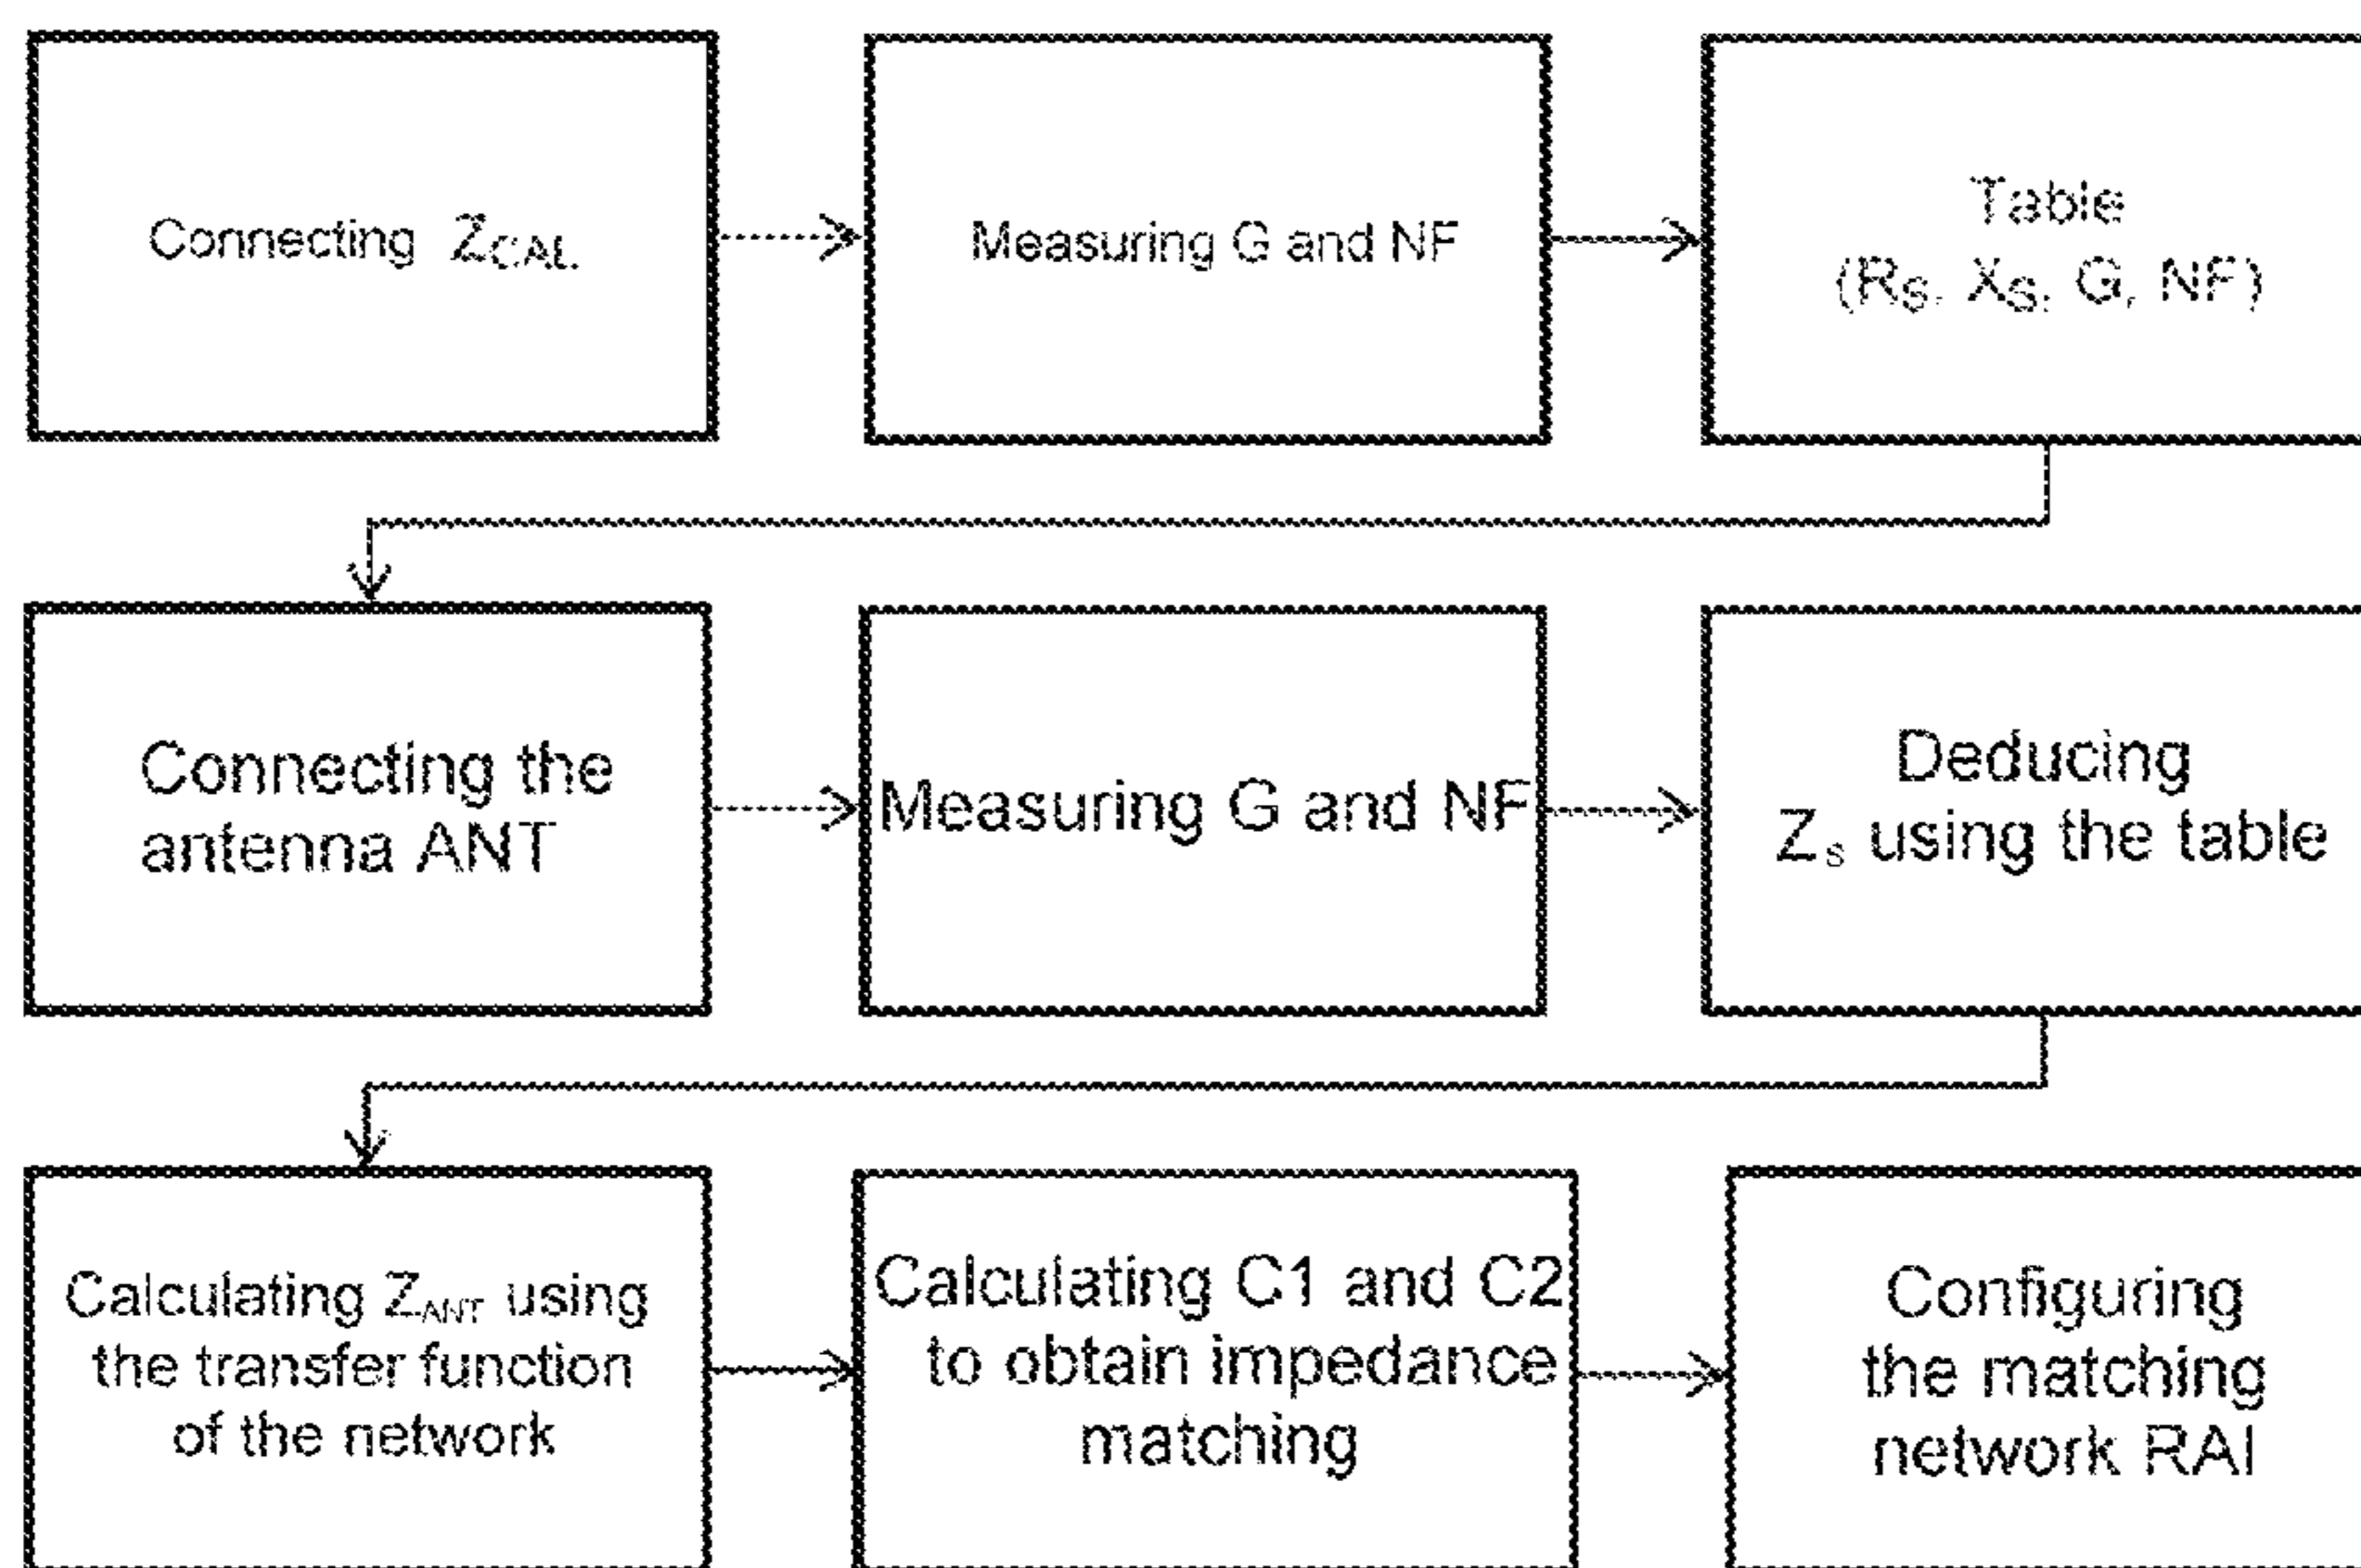 Connecting Z_CAL
Measuring G and NF
Table
(R_S, X_S, G, NF)
Connecting the
antenna ANT
Measuring G and NF
Deducing
Z_s using the table
Calculating Z_ANT using
the transfer function
of the network
Calculating C1 and C2
to obtain impedance
matching
Configuring
the matching
network RAI